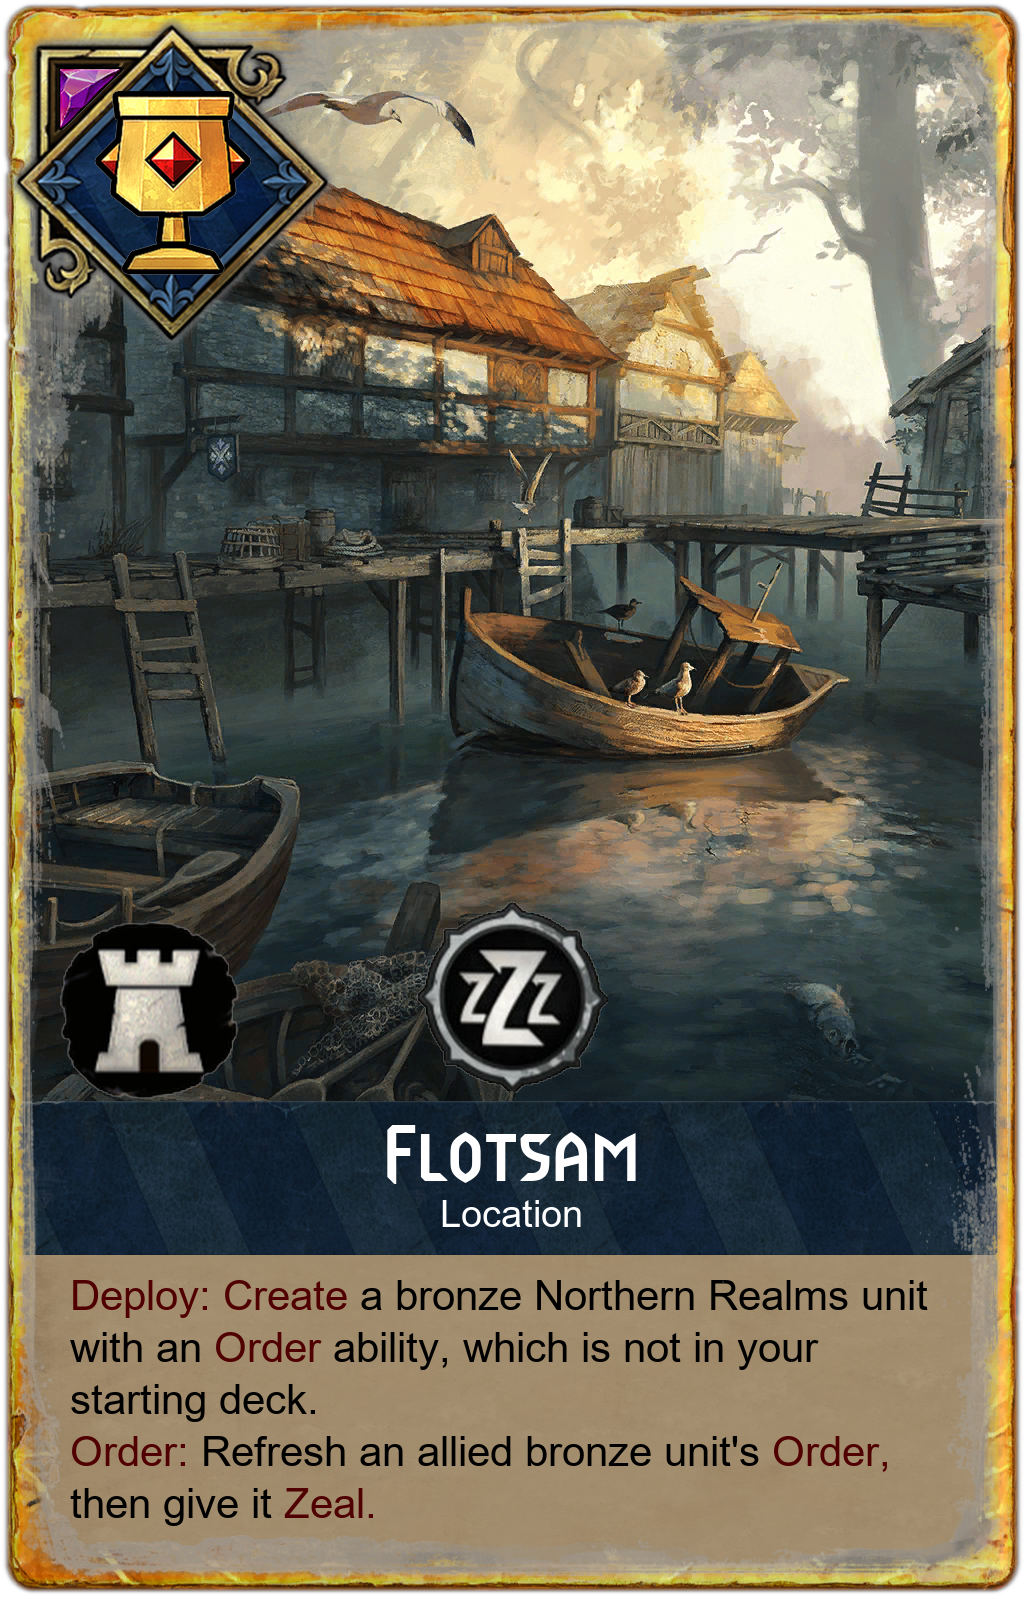 zZz
FLOTSAM
Location
Deploy: Create a bronze Northern Realms unit
with an Order ability, which is not in your
starting deck.
Order: Refresh an allied bronze unit's Order,
then give it Zeal.